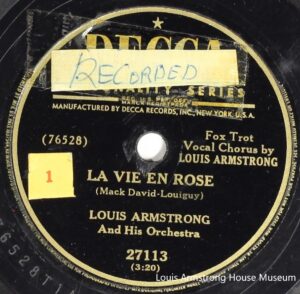 DECCA
RECORDED
SERIES
MANUFACTURED BY DECCA RECORDS, INC., NEW YORK, U.S.A.
(76528)
Fox Trot
Vocal Chorus by
LOUIS ARMSTRONG
1
LA VIE EN ROSE
(Mack David-Louiguy)
LOUIS ARMSTRONG
And His Orchestra
27113
(3:20)
76528T1
Louis Armstrong House Museum